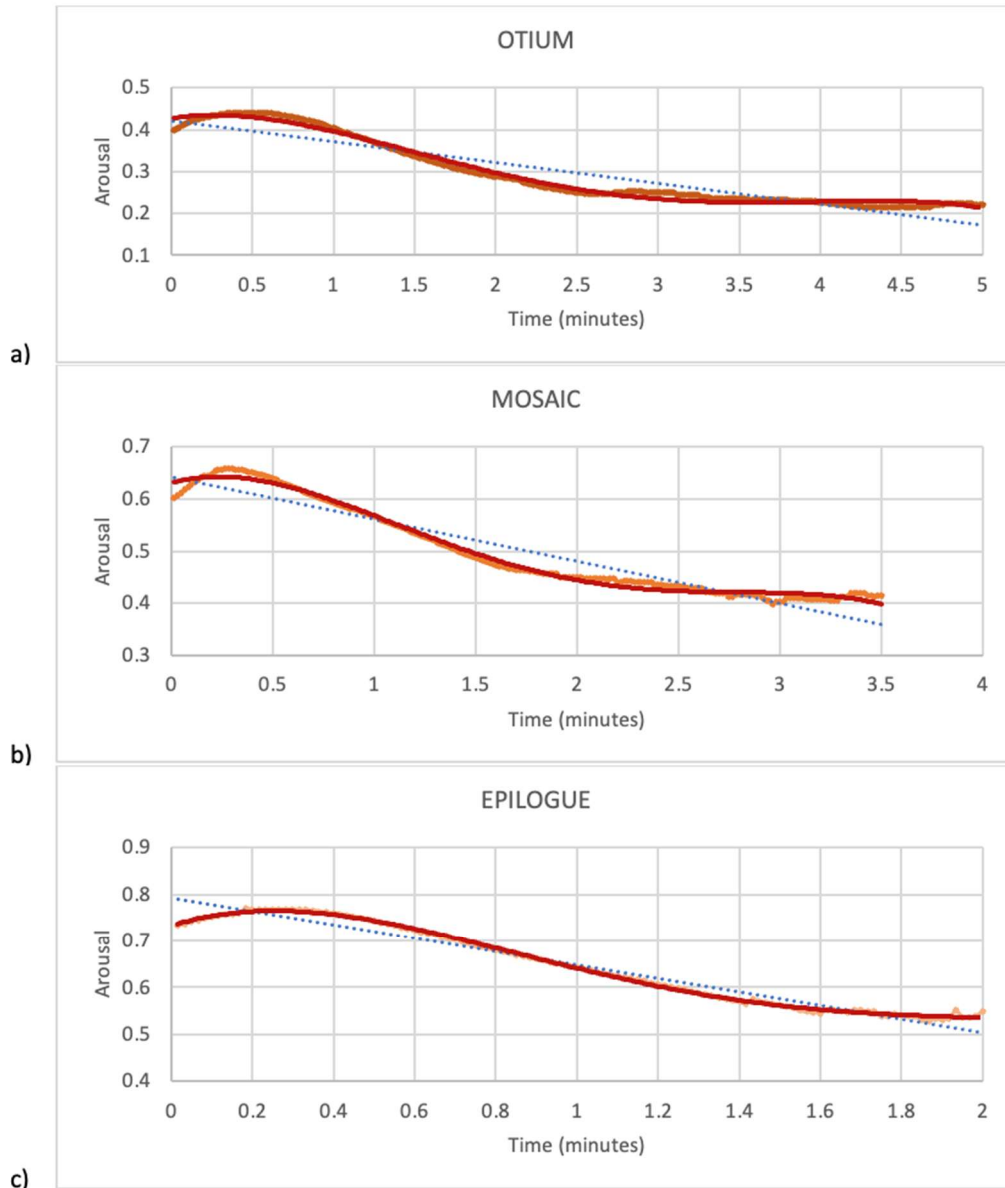 OTIUM
0.5
0.4
0.3
0.2
0.1
Arousal
0 0.5 1 1.5 2 2.5 3 3.5 4 4.5 5
Time (minutes)
a)
MOSAIC
0.7
0.6
0.5
0.4
0.3
Arousal
0 0.5 1 1.5 2 2.5 3 3.5 4
Time (minutes)
b)
EPILOGUE
0.9
0.8
0.7
0.6
0.5
0.4
Arousal
0 0.2 0.4 0.6 0.8 1 1.2 1.4 1.6 1.8 2
Time (minutes)
c)